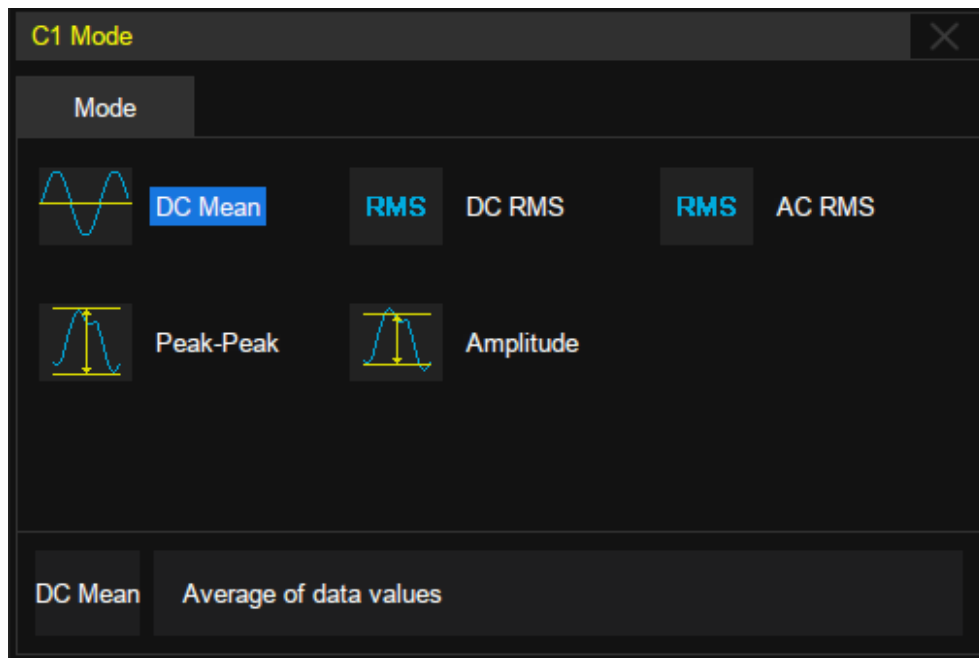 C1 Mode
Mode
DC Mean
RMS DC RMS
RMS AC RMS
Peak-Peak
Amplitude
DC Mean
Average of data values